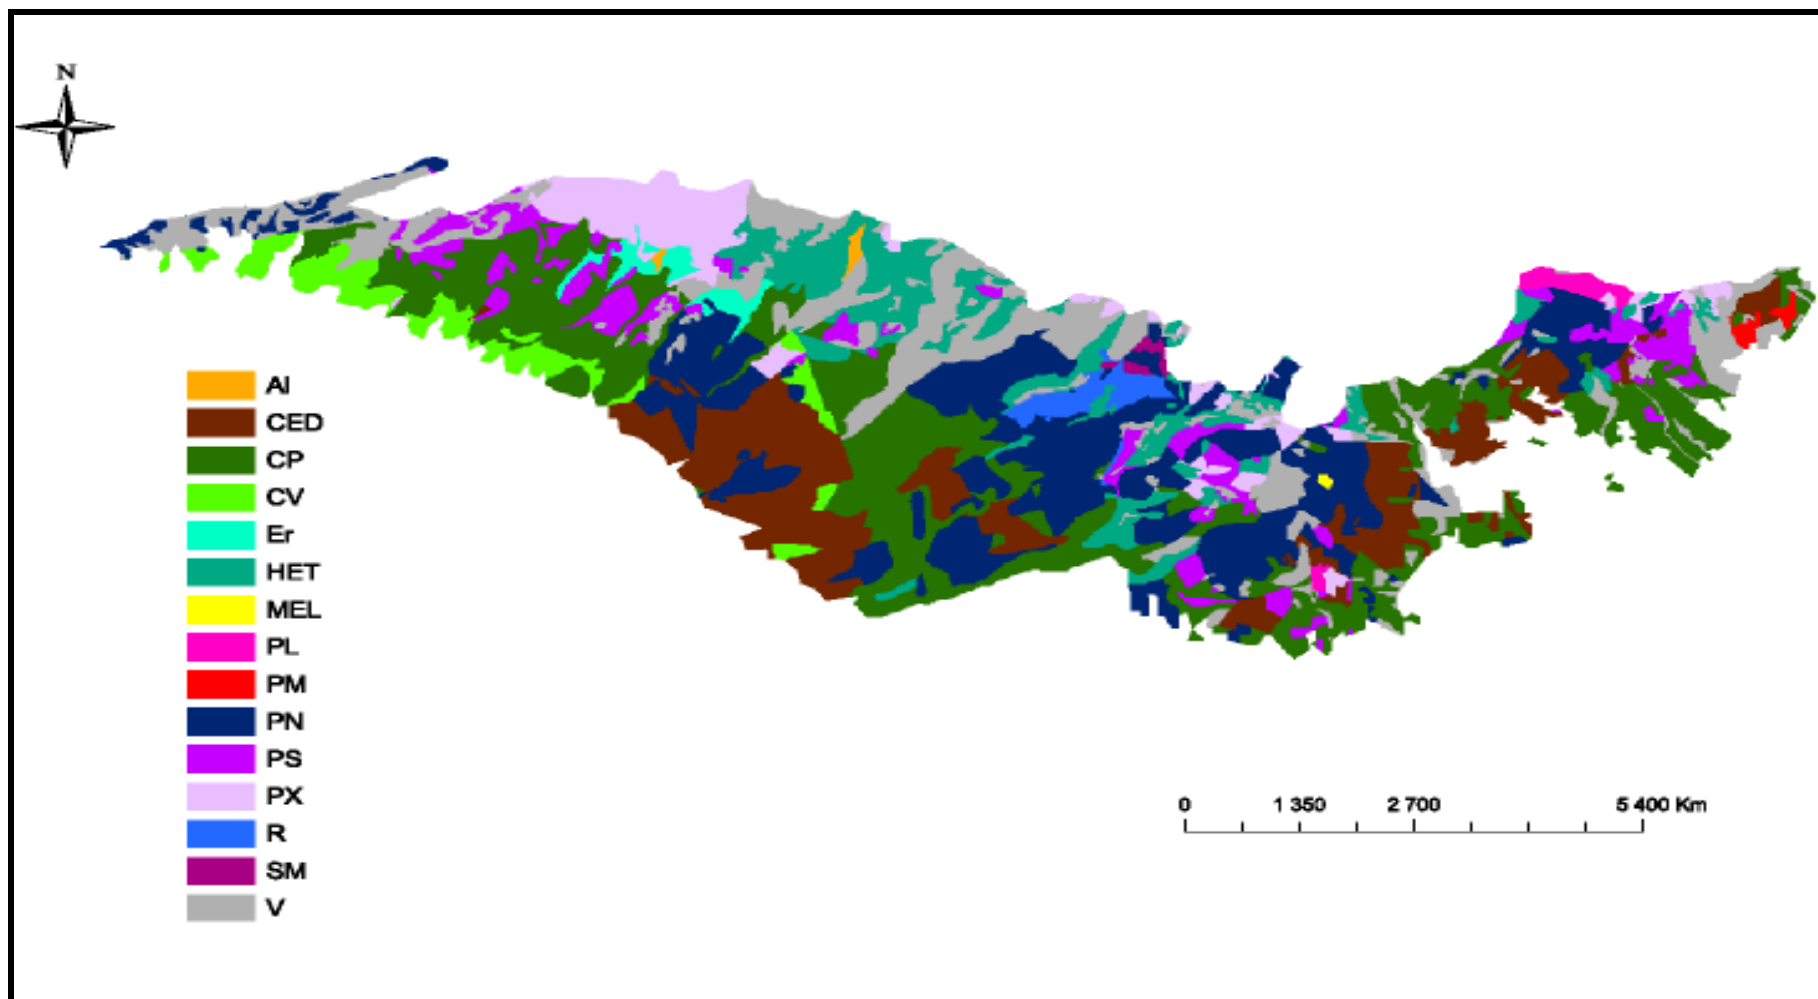 N
Al
CED
CP
CV
Er
HET
MEL
PL
PM
PN
PS
PX
R
SM
V
0 1 350 2 700 5 400 Km